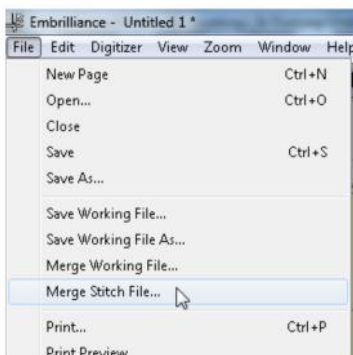 Embrilliance - Untitled 1 *
File Edit Digitizer View Zoom Window Help
New Page Ctrl+N
Open... Ctrl+O
Close
Save Ctrl+S
Save As...
Save Working File...
Save Working File As...
Merge Working File...
Merge Stitch File...
Print... Ctrl+P
Print Preview